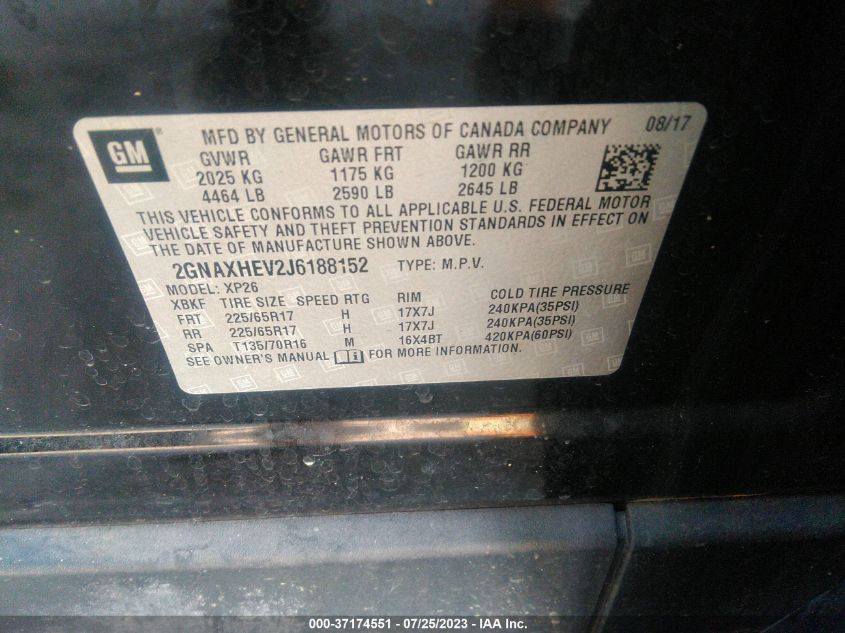 GM® MFD BY GENERAL MOTORS OF CANADA COMPANY 08/17
GVWR GAWR FRT GAWR RR
2025 KG 1175 KG 1200 KG
4464 LB 2590 LB 2645 LB
THIS VEHICLE CONFORMS TO ALL APPLICABLE U.S. FEDERAL MOTOR
VEHICLE SAFETY AND THEFT PREVENTION STANDARDS IN EFFECT ON
THE DATE OF MANUFACTURE SHOWN ABOVE.
2GNAXHEV2J6188152 TYPE: M.P.V.
MODEL: XP26
XBKF TIRE SIZE SPEED RTG RIM COLD TIRE PRESSURE
FRT 225/65R17 H 17X7J 240KPA(35PSI)
RR 225/65R17 H 17X7J 240KPA(35PSI)
SPA T135/70R16 M 16X4BT 420KPA(60PSI)
SEE OWNER'S MANUAL FOR MORE INFORMATION.
000-37174551 - 07/25/2023 - © IAA Inc.